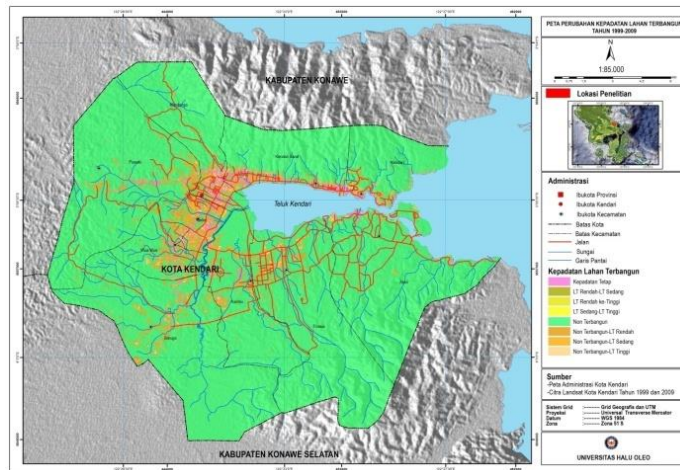 PETA PERUBAHAN KEPADATAN LAHAN TERBANGUN
TAHUN 1999-2009
N
1:85,000
Lokasi Penelitian
Administrasi
Ibukota Provinsi
Ibukota Kendari
Ibukota Kecamatan
Batas Kota
Batas Kecamatan
Jalan
Sungai
Garis Pantai
Kepadatan Lahan Terbangun
Kepadatan Tetap
LT Rendah-LT Sedang
LT Rendah ke-Tinggi
LT Sedang-LT Tinggi
Non Terbangun
Non Terbangun-LT Rendah
Non Terbangun-LT Sedang
Non Terbangun-LT Tinggi
Sumber
-Peta Administrasi Kota Kendari
-Citra Landsat Kota Kendari Tahun 1999 dan 2009
Sistem Grid : Grid Geografis dan UTM
Proyeksi : Universal Transverse Mercator
Datum : WGS 1984
Zona : Zona 51 S
UNIVERSITAS HALU OLEO
KABUPATEN KONAWE
Teluk Kendari
KOTA KENDARI
KABUPATEN KONAWE SELATAN